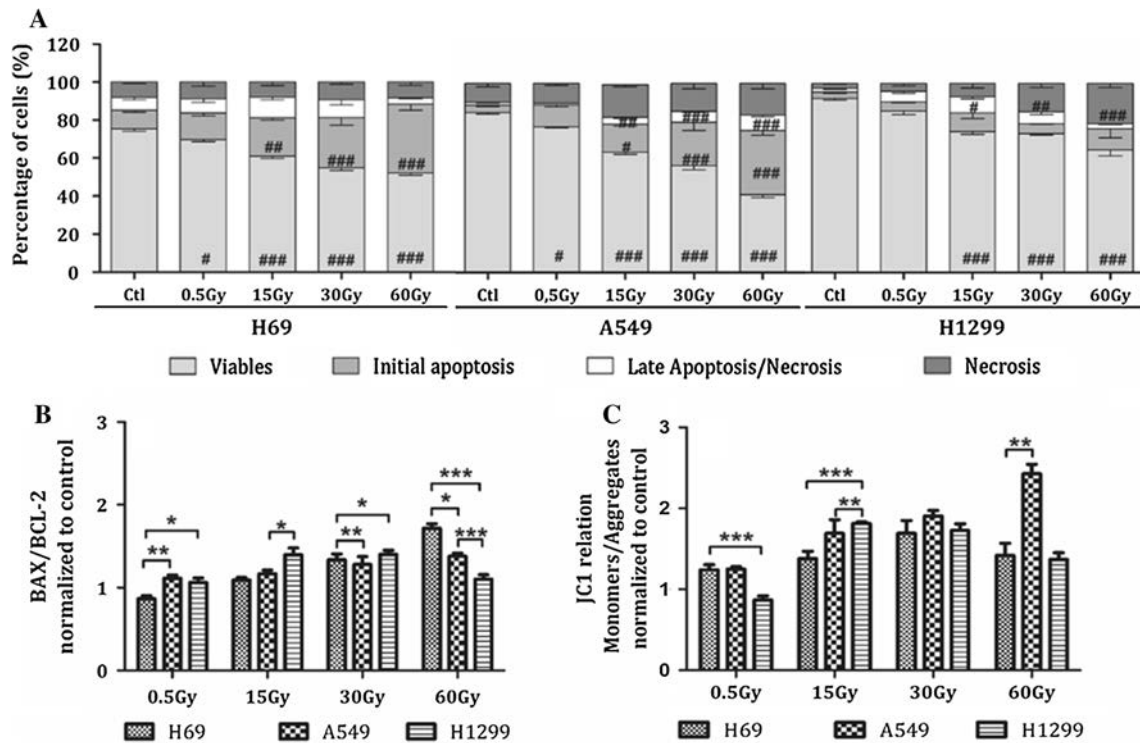 A
Percentage of cells (%)
120
100
80
60
40
20
0
## ### ###
# ### ### ###
## ###
# ### ###
# ### ### ###
# ## ###
### ### ###
Ctl 0.5Gy 15Gy 30Gy 60Gy
H69
Ctl 0,5Gy 15Gy 30Gy 60Gy
A549
Ctl 0.5Gy 15Gy 30Gy 60Gy
H1299
Viables Initial apoptosis Late Apoptosis/Necrosis Necrosis
B
BAX/BCL-2
normalized to control
3
2
1
0
* ** * * ** *** * ***
0.5Gy 15Gy 30Gy 60Gy
H69 A549 H1299
C
JC1 relation
Monomers/Aggregates
normalized to control
3
2
1
0
*** *** ** **
0.5Gy 15Gy 30Gy 60Gy
H69 A549 H1299